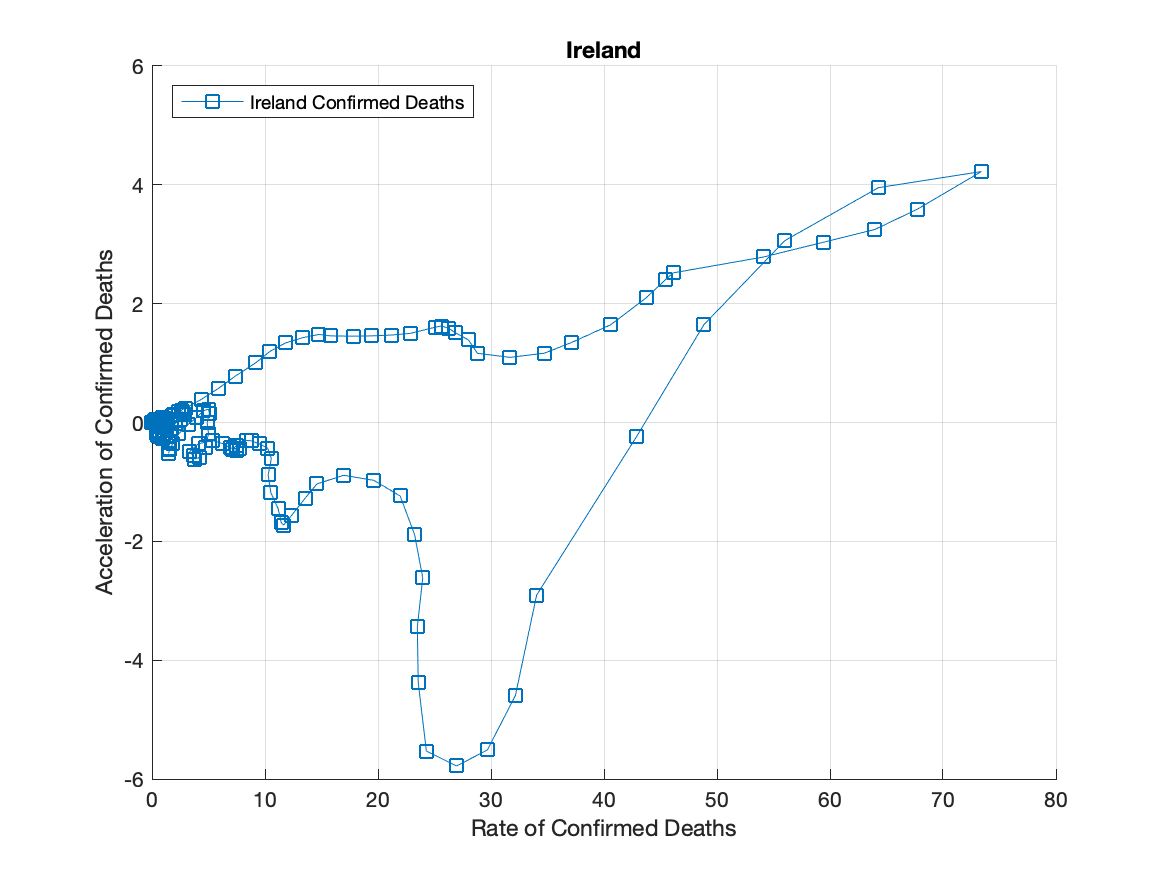 Ireland
Ireland Confirmed Deaths
6
4
2
0
-2
-4
-6
Acceleration of Confirmed Deaths
0 10 20 30 40 50 60 70 80
Rate of Confirmed Deaths